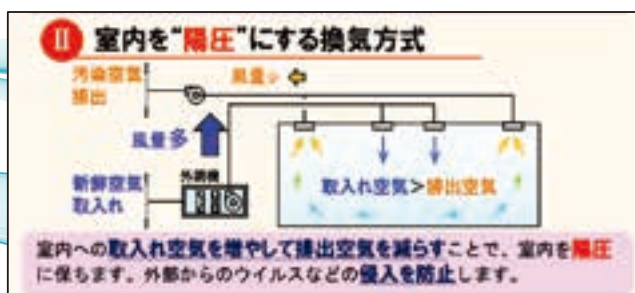 II 室内を“陽圧”にする換気方式
汚染空気
排出
風量少
風量多
新鮮空気
取入れ
外調機
取入れ空気>排出空気
室内への取入れ空気を増やして排出空気を減らすことで、室内を陽圧
に保ちます。外部からのウイルスなどの侵入を防止します。